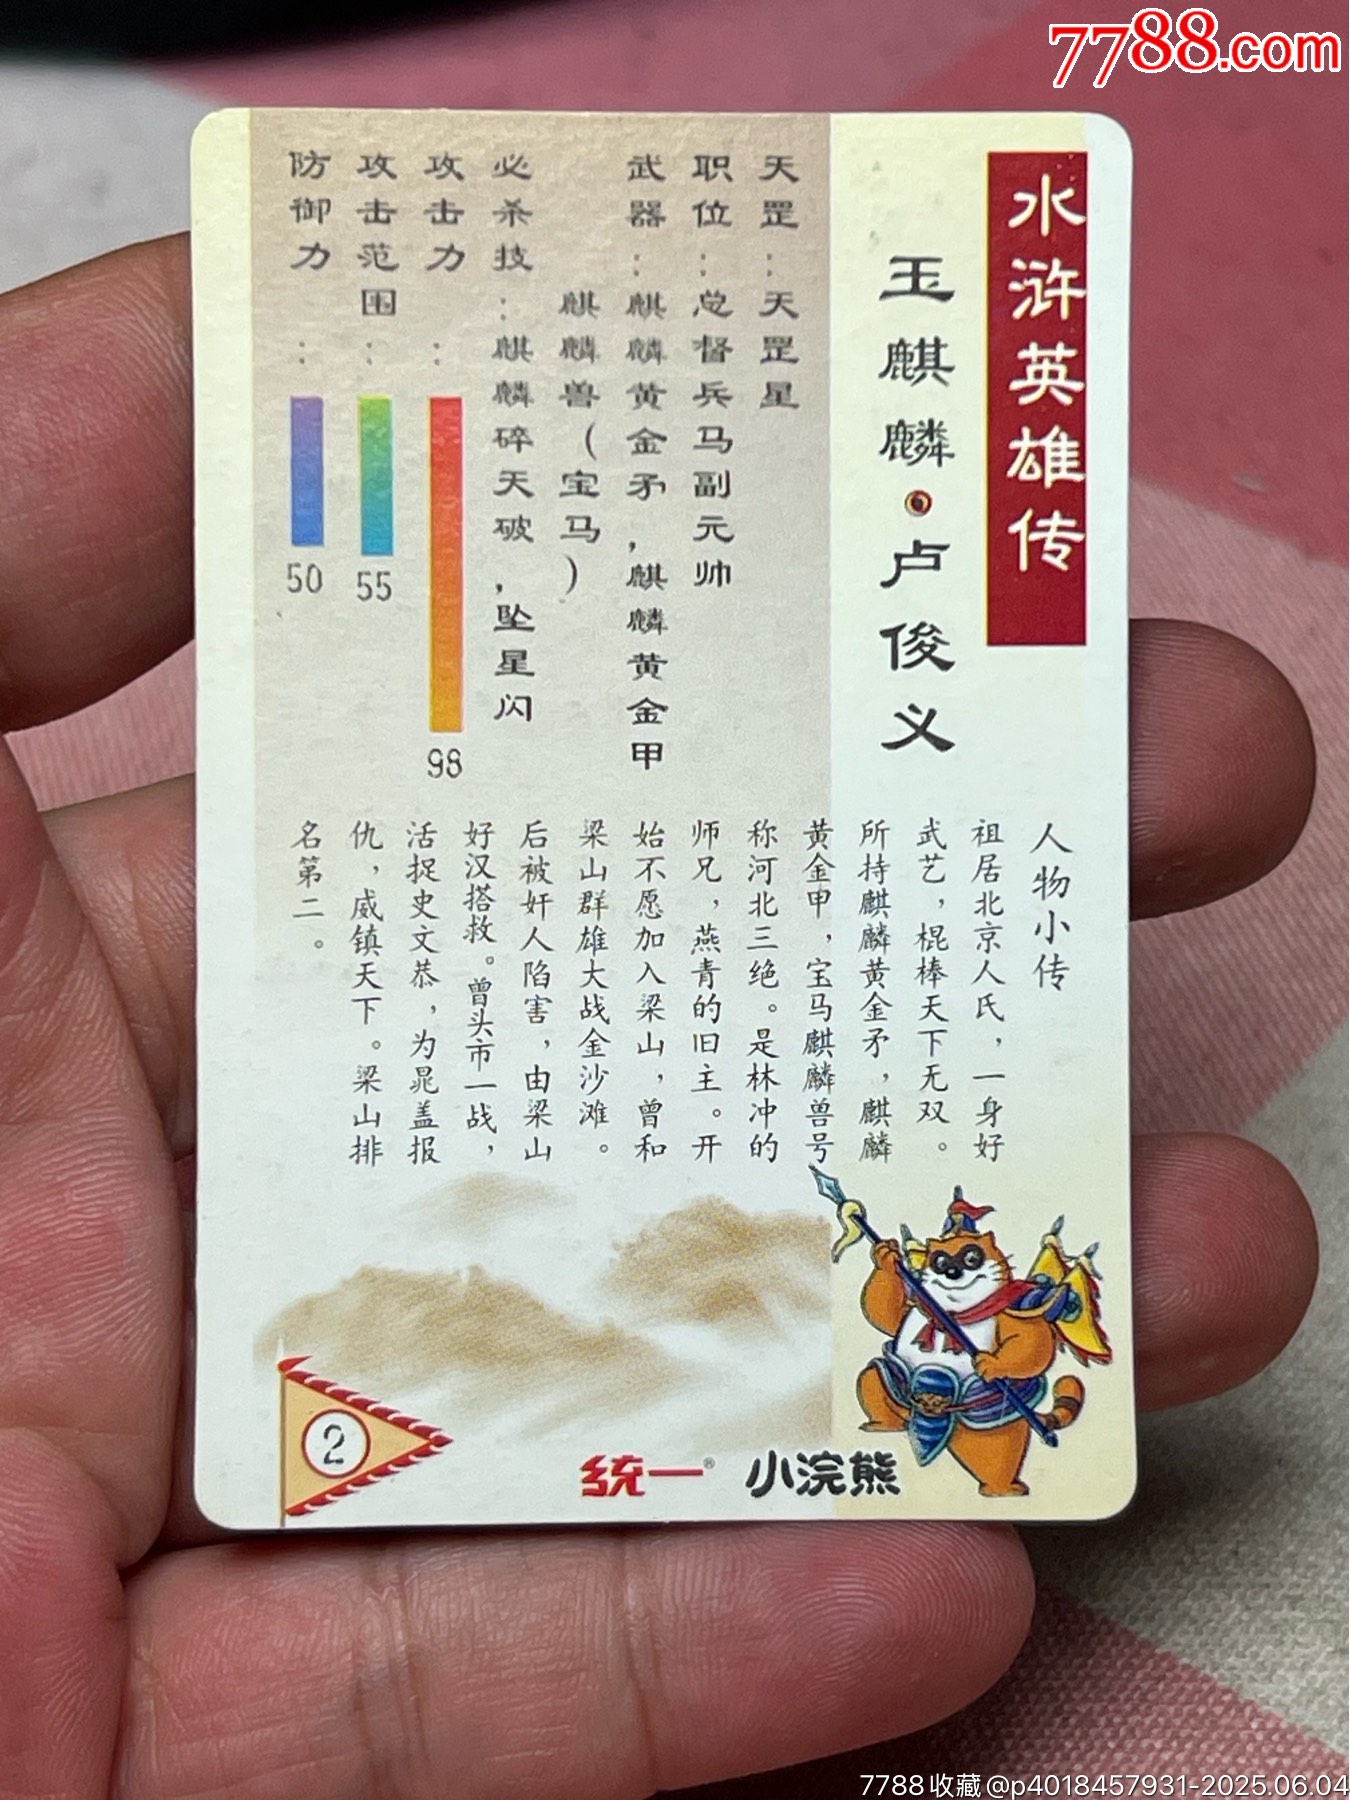 7788.com
水浒英雄传
玉麒麟·卢俊义
天罡：天罡星
职位：总督兵马副元帅
武器：麒麟黄金矛，麒麟黄金甲
麒麟兽（宝马）
必杀技：麒麟碎天破，坠星闪
攻击力：
98
攻击范围：
55
防御力：
50
人物小传
祖居北京人氏，一身好
武艺，棍棒天下无双。
所持麒麟黄金矛，麒麟
黄金甲，宝马麒麟兽号
称河北三绝。是林冲的
师兄，燕青的旧主。开
始不愿加入梁山，曾和
梁山群雄大战金沙滩。
后被奸人陷害，由梁山
好汉搭救。曾头市一战，
活捉史文恭，为晁盖报
仇，威镇天下。梁山排
名第二。
2
统一®
小浣熊
7788收藏@p4018457931-2025.06.04